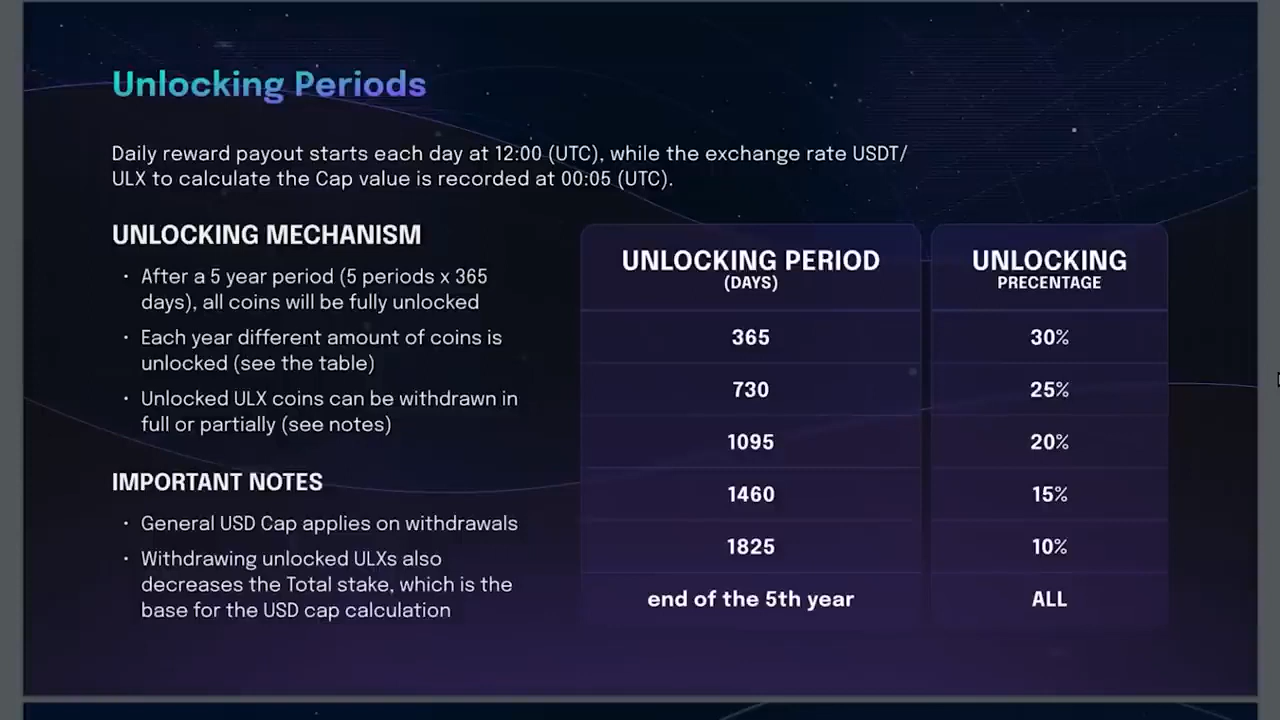 Unlocking Periods
Daily reward payout starts each day at 12:00 (UTC), while the exchange rate USDT/
ULX to calculate the Cap value is recorded at 00:05 (UTC).
UNLOCKING MECHANISM
• After a 5 year period (5 periods x 365
days), all coins will be fully unlocked
• Each year different amount of coins is
unlocked (see the table)
• Unlocked ULX coins can be withdrawn in
full or partially (see notes)
IMPORTANT NOTES
• General USD Cap applies on withdrawals
• Withdrawing unlocked ULXs also
decreases the Total stake, which is the
base for the USD cap calculation
UNLOCKING PERIOD UNLOCKING
(DAYS) PRECENTAGE
365 30%
730 25%
1095 20%
1460 15%
1825 10%
end of the 5th year ALL